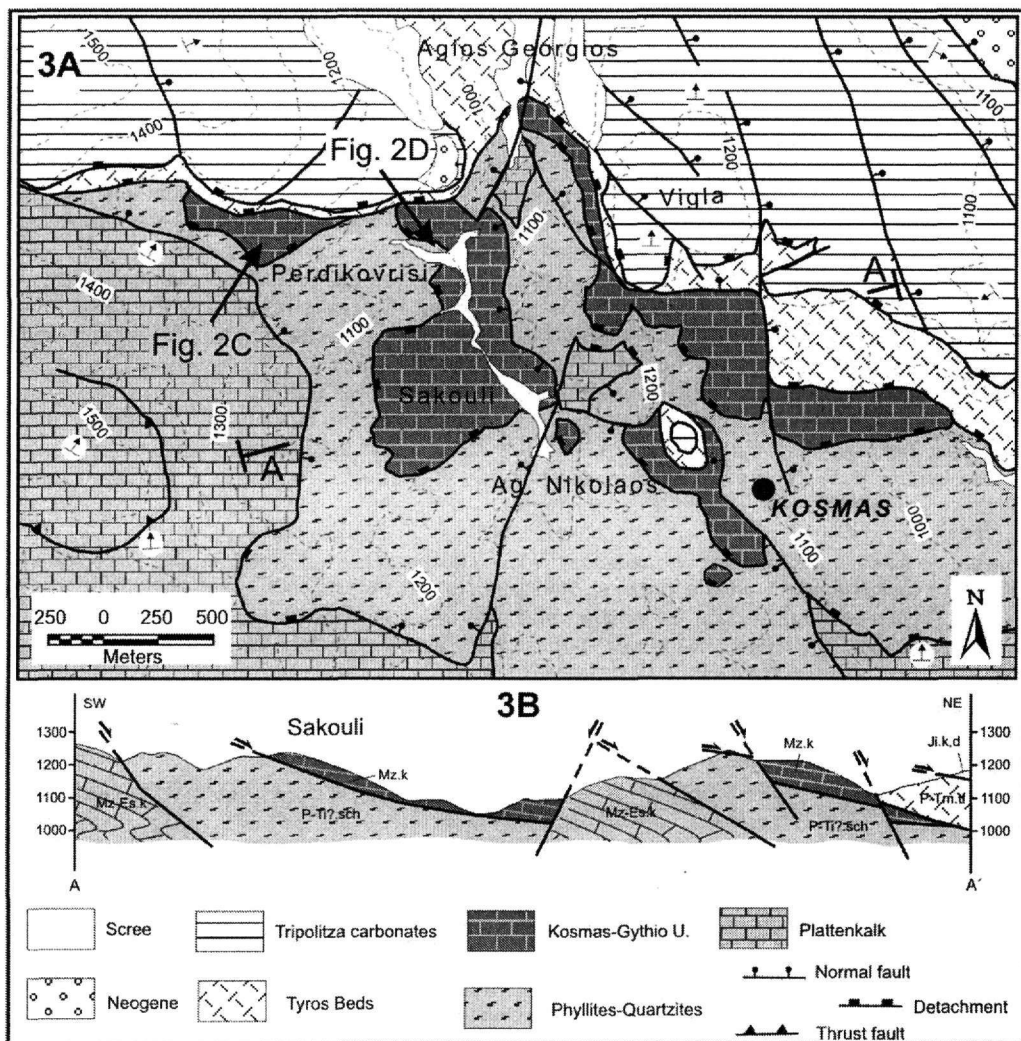 3A
1500
1200
Agios Georgios
1000
1100
1400
Fig. 2D
1200
Vigla
1100
1100
A'
Perdikovrisi
1400
1100
Fig. 2C
1200
1300
Sakouli
1500
A
Ag. Nikolaos
KOSMAS
1000
1100
1200
250 0 250 500
Meters
N
SW
3B
NE
Sakouli
1300
1200
1100
1000
Mz-Es.k
Mz.k
P-Ti?.sch
Mz-Es.k
Mz.k
P-Ti?.sch
Ji.k.d
1300
1200
1100
1000
A
A'
Scree
Tripolitza carbonates
Kosmas-Gythio U.
Plattenkalk
Neogene
Tyros Beds
Phyllites-Quartzites
Normal fault
Detachment
Thrust fault